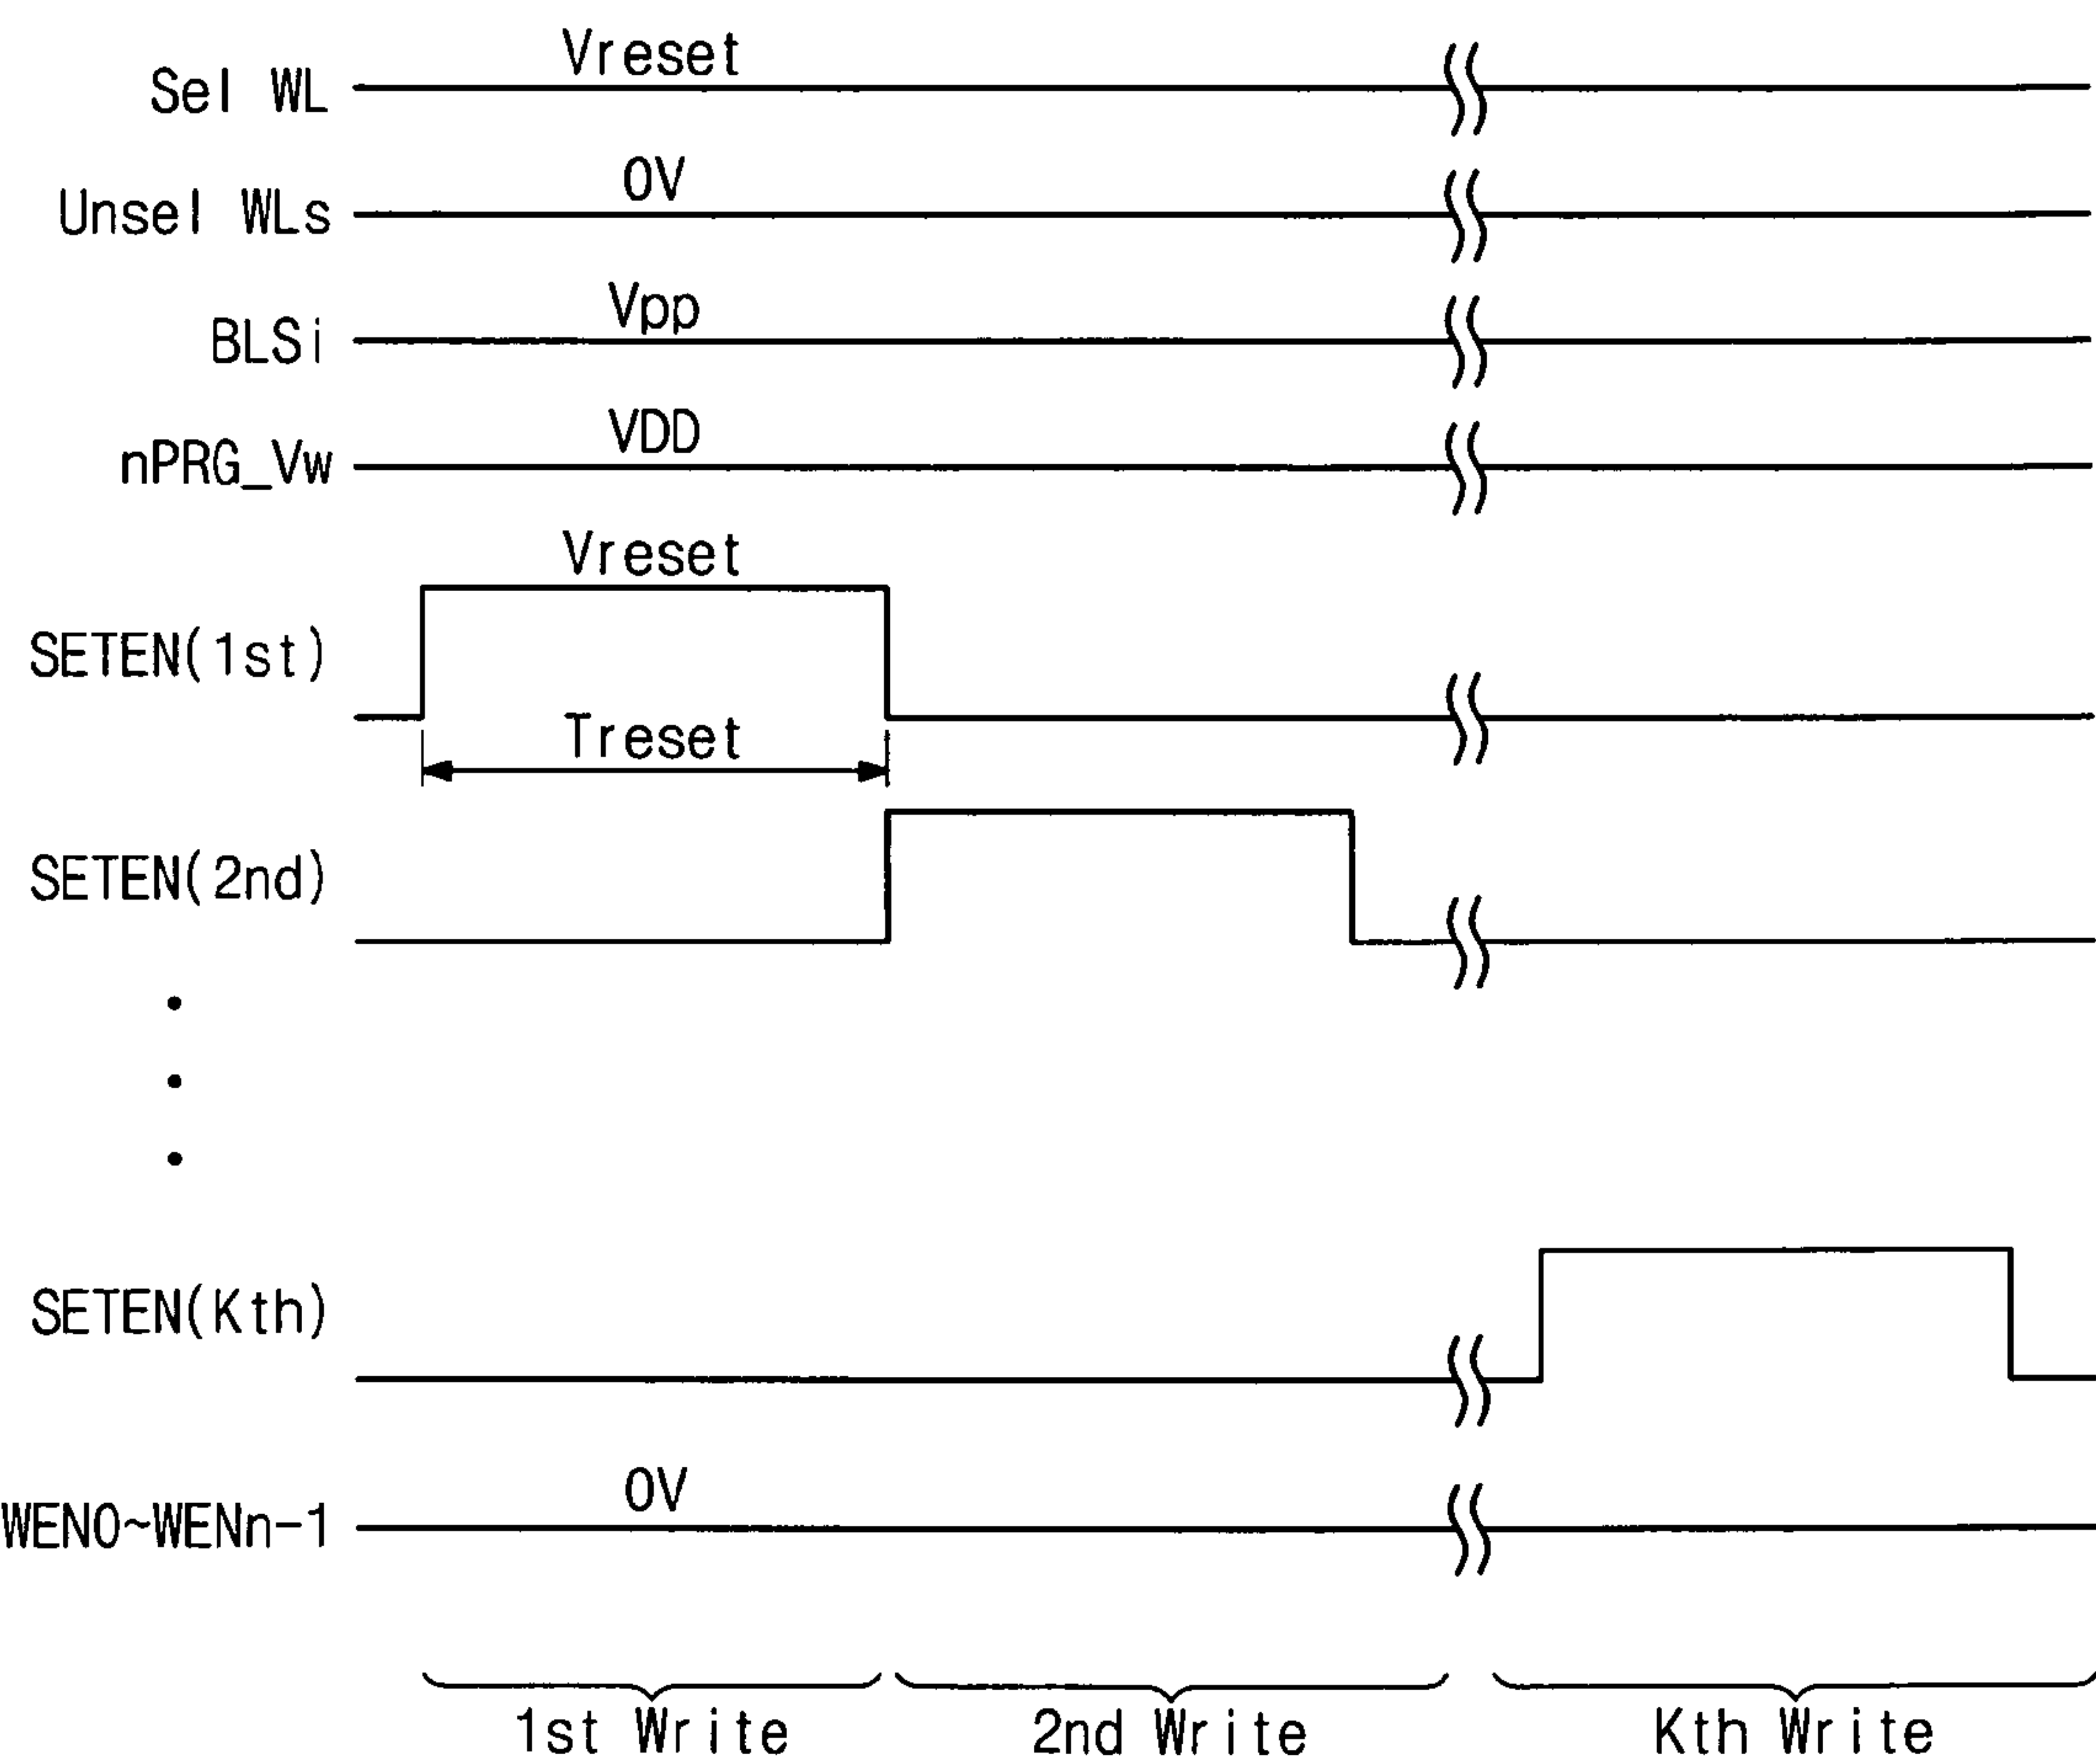 Vreset
Sel WL
0V
Unsel WLs
Vpp
BLSi
VDD
nPRG_Vw
Vreset
SETEN(1st)
Treset
SETEN(2nd)
SETEN(Kth)
0V
WEN0~WENn-1
1st Write 2nd Write Kth Write